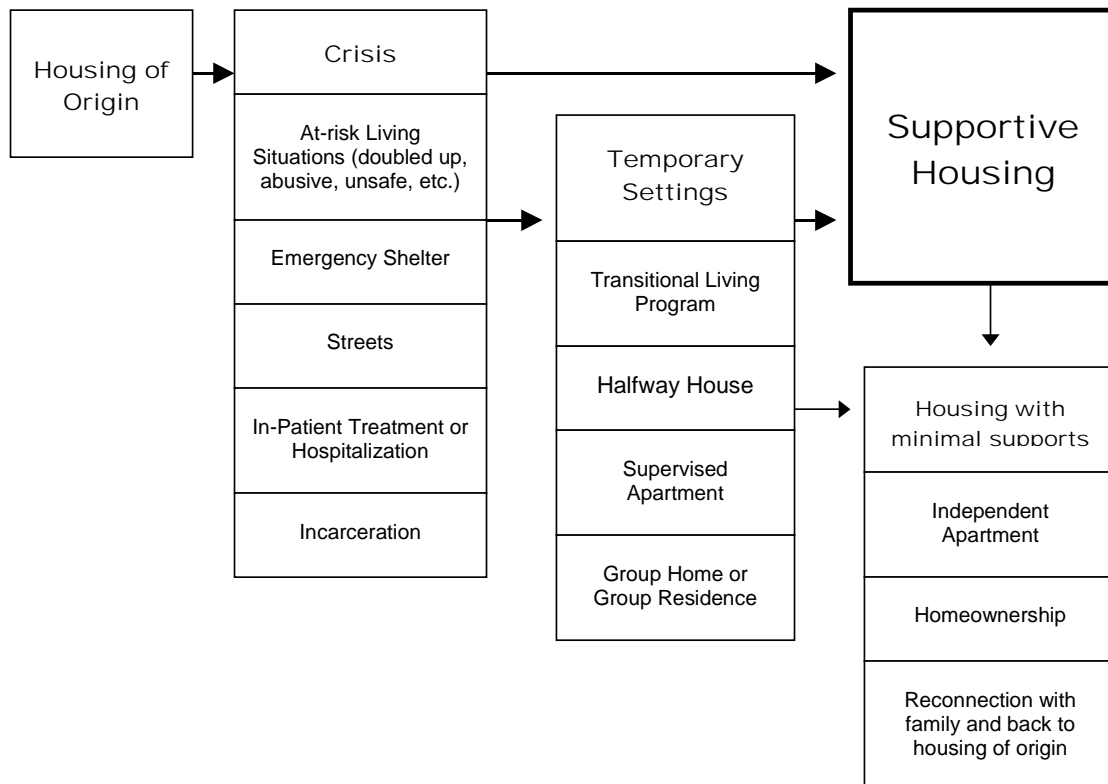 Housing of
Origin
Crisis
At-risk Living
Situations (doubled up,
abusive, unsafe, etc.)
Emergency Shelter
Streets
In-Patient Treatment or
Hospitalization
Incarceration
Temporary
Settings
Transitional Living
Program
Halfway House
Supervised
Apartment
Group Home or
Group Residence
Supportive
Housing
Housing with
minimal supports
Independent
Apartment
Homeownership
Reconnection with
family and back to
housing of origin